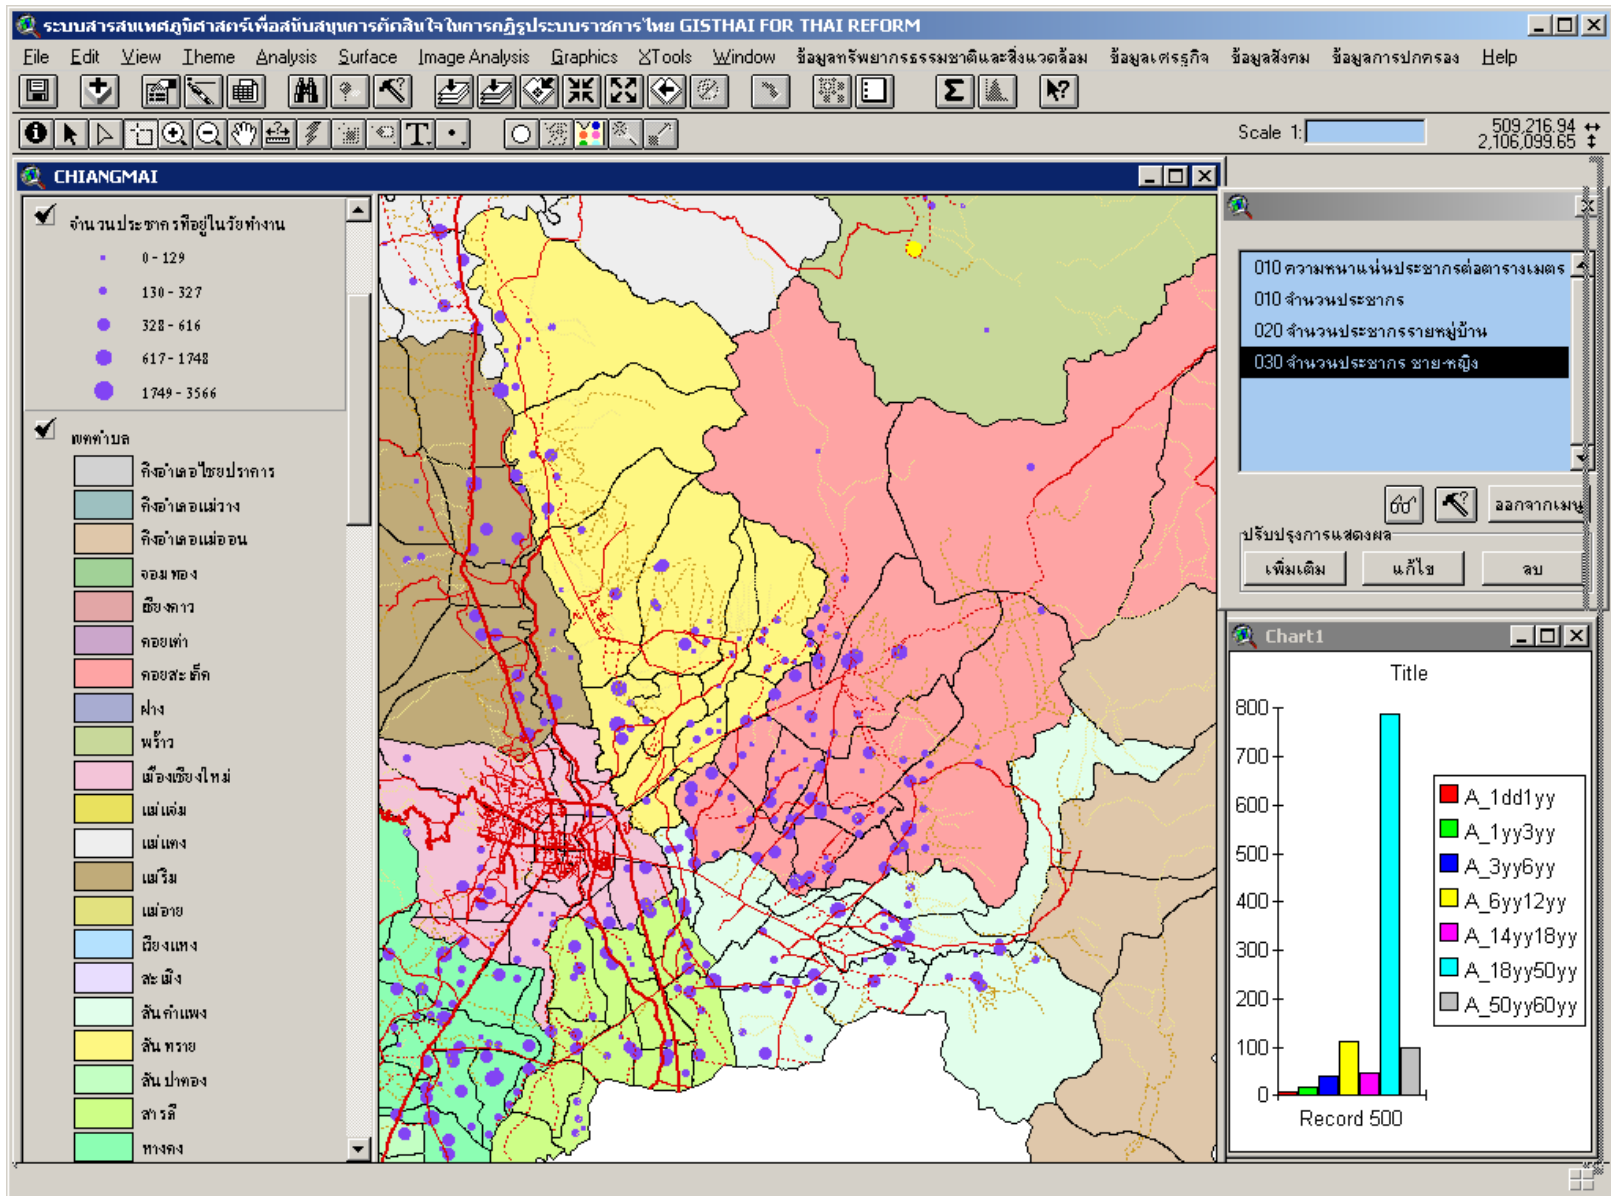 ระบบสารสนเทศภูมิศาสตร์เพื่อสนับสนุนการตัดสินใจในการปฏิรูประบบราชการไทย GISTHAI FOR THAI REFORM
File Edit View Theme Analysis Surface Image Analysis Graphics XTools Window ข้อมูลทรัพยากรธรรมชาติและสิ่งแวดล้อม ข้อมูลเศรษฐกิจ ข้อมูลสังคม ข้อมูลการปกครอง Help
Scale 1:
509,216.94
2,106,099.65
CHIANGMAI
จำนวนประชากรที่อยู่ในวัยทำงาน
0 - 129
130 - 327
328 - 616
617 - 1748
1749 - 3566
เขตตำบล
กิ่งอำเภอไชยปราการ
กิ่งอำเภอแม่วาง
กิ่งอำเภอแม่ออน
จอมทอง
เชียงดาว
ดอยเต่า
ดอยสะเก็ด
ฝาง
พร้าว
เมืองเชียงใหม่
แม่แจ่ม
แม่แตง
แม่ริม
แม่อาย
เวียงแหง
สะเมิง
สันกำแพง
สันทราย
สันป่าตอง
สารภี
หางดง
010 ความหนาแน่นประชากรต่อตารางเมตร
010 จำนวนประชากร
020 จำนวนประชากรรายหมู่บ้าน
030 จำนวนประชากร ชาย-หญิง
ออกจากเมนู
ปรับปรุงการแสดงผล
เพิ่มเติม แก้ไข ลบ
Chart1
Title
800
700
600
500
400
300
200
100
0
Record 500
A_1dd1yy
A_1yy3yy
A_3yy6yy
A_6yy12yy
A_14yy18yy
A_18yy50yy
A_50yy60yy